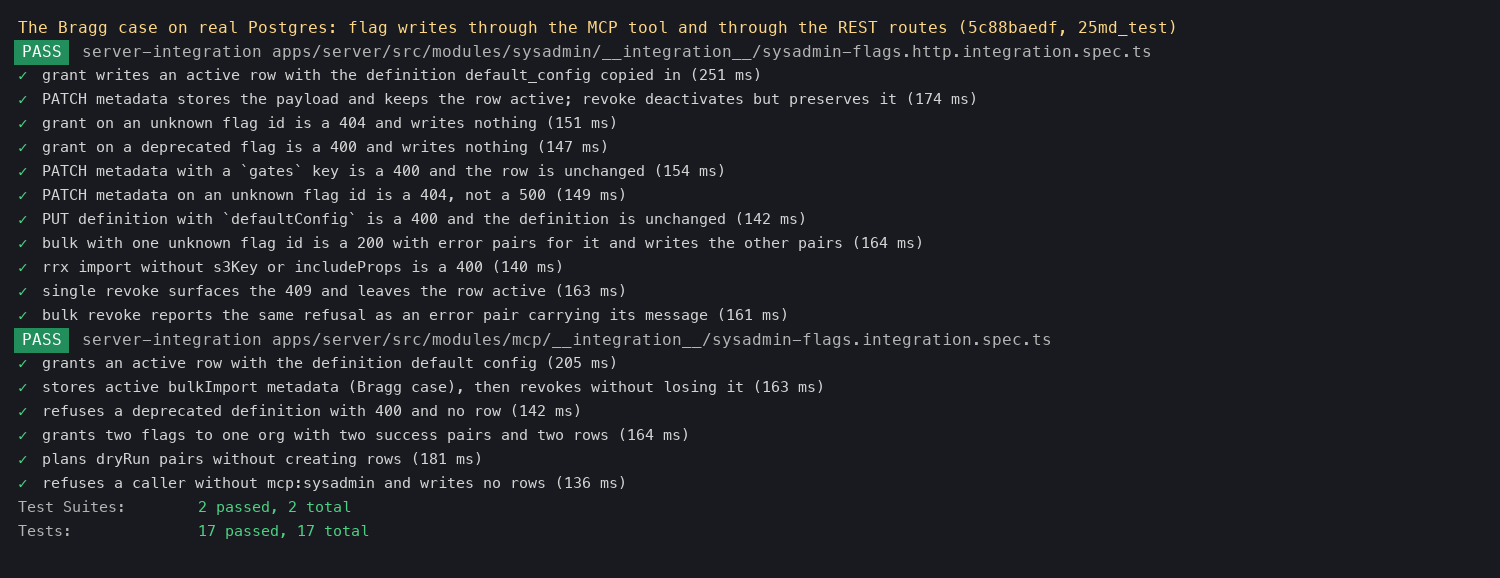 The Bragg case on real Postgres: flag writes through the MCP tool and through the REST routes (5c88baedf, 25md_test)
PASS server-integration apps/server/src/modules/sysadmin/__integration__/sysadmin-flags.http.integration.spec.ts
✓ grant writes an active row with the definition default_config copied in (251 ms)
✓ PATCH metadata stores the payload and keeps the row active; revoke deactivates but preserves it (174 ms)
✓ grant on an unknown flag id is a 404 and writes nothing (151 ms)
✓ grant on a deprecated flag is a 400 and writes nothing (147 ms)
✓ PATCH metadata with a `gates` key is a 400 and the row is unchanged (154 ms)
✓ PATCH metadata on an unknown flag id is a 404, not a 500 (149 ms)
✓ PUT definition with `defaultConfig` is a 400 and the definition is unchanged (142 ms)
✓ bulk with one unknown flag id is a 200 with error pairs for it and writes the other pairs (164 ms)
✓ rrx import without s3Key or includeProps is a 400 (140 ms)
✓ single revoke surfaces the 409 and leaves the row active (163 ms)
✓ bulk revoke reports the same refusal as an error pair carrying its message (161 ms)
PASS server-integration apps/server/src/modules/mcp/__integration__/sysadmin-flags.integration.spec.ts
✓ grants an active row with the definition default config (205 ms)
✓ stores active bulkImport metadata (Bragg case), then revokes without losing it (163 ms)
✓ refuses a deprecated definition with 400 and no row (142 ms)
✓ grants two flags to one org with two success pairs and two rows (164 ms)
✓ plans dryRun pairs without creating rows (181 ms)
✓ refuses a caller without mcp:sysadmin and writes no rows (136 ms)
Test Suites: 2 passed, 2 total
Tests: 17 passed, 17 total